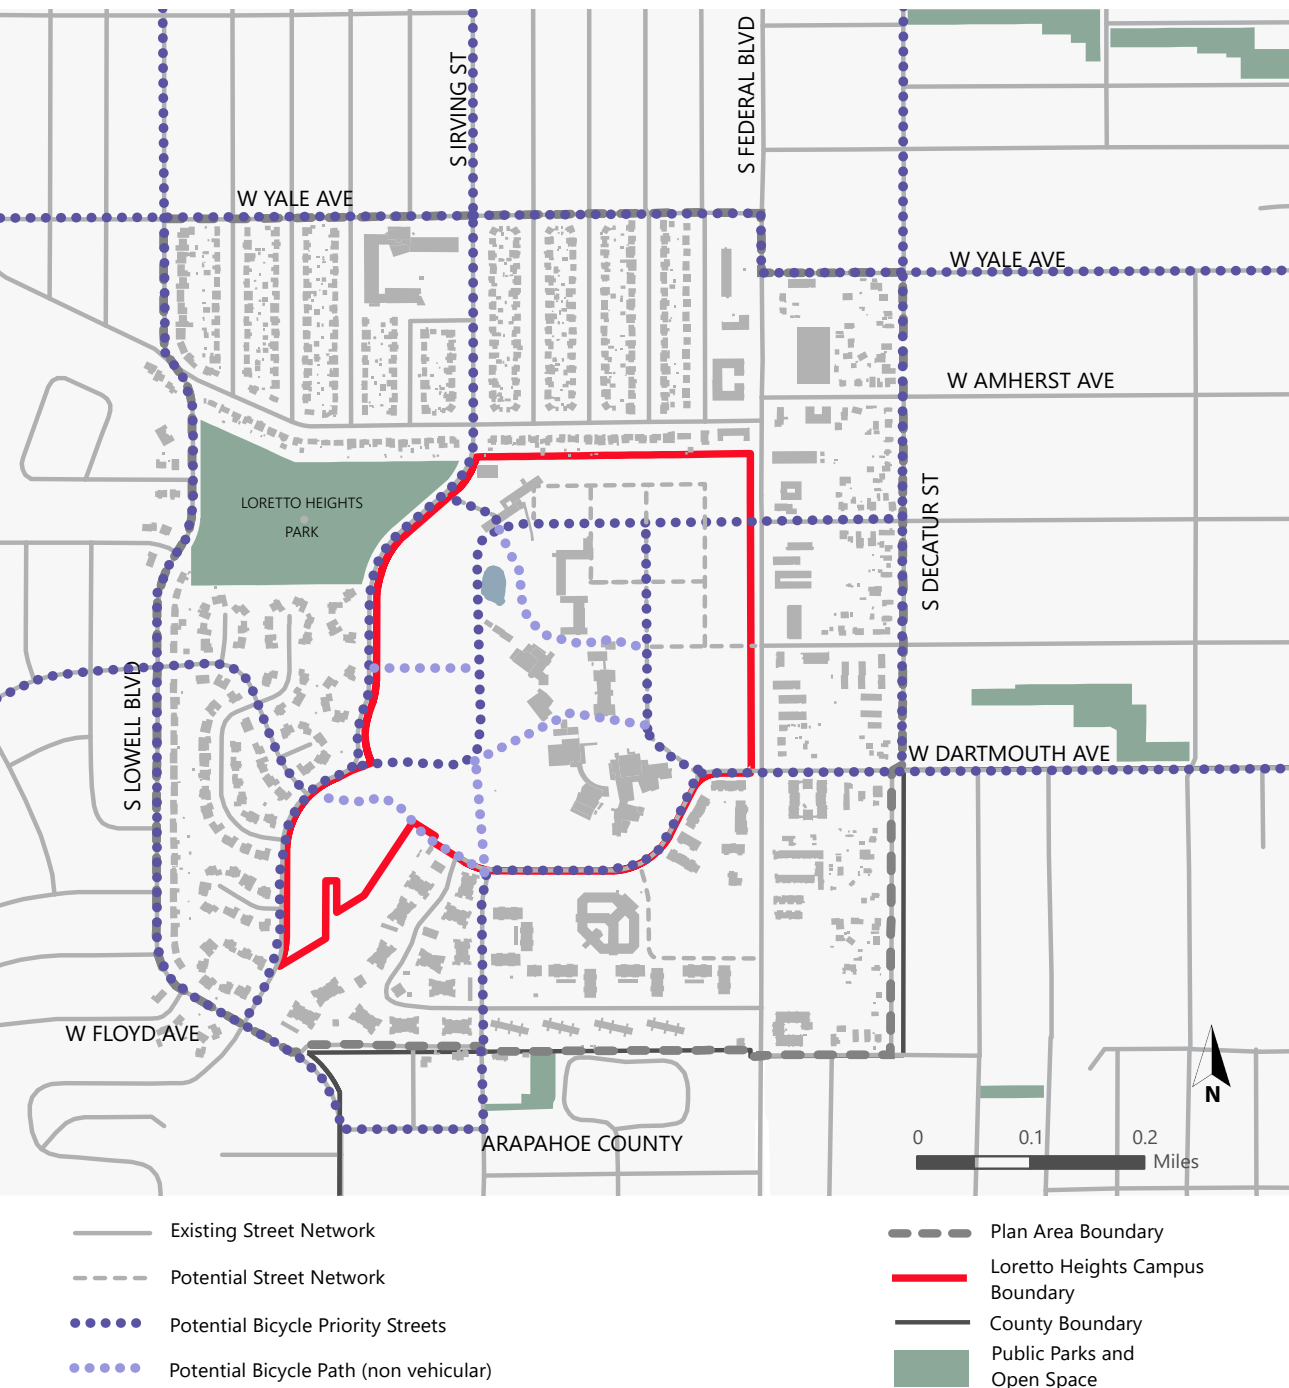 S IRVING ST
S FEDERAL BLVD
W YALE AVE
W YALE AVE
W AMHERST AVE
LORETTO HEIGHTS
PARK
S DECATUR ST
S LOWELL BLVD
W DARTMOUTH AVE
W FLOYD AVE
N
ARAPAHOE COUNTY
0 0.1 0.2
Miles
Existing Street Network
Potential Street Network
Potential Bicycle Priority Streets
Potential Bicycle Path (non vehicular)
Plan Area Boundary
Loretto Heights Campus
Boundary
County Boundary
Public Parks and
Open Space